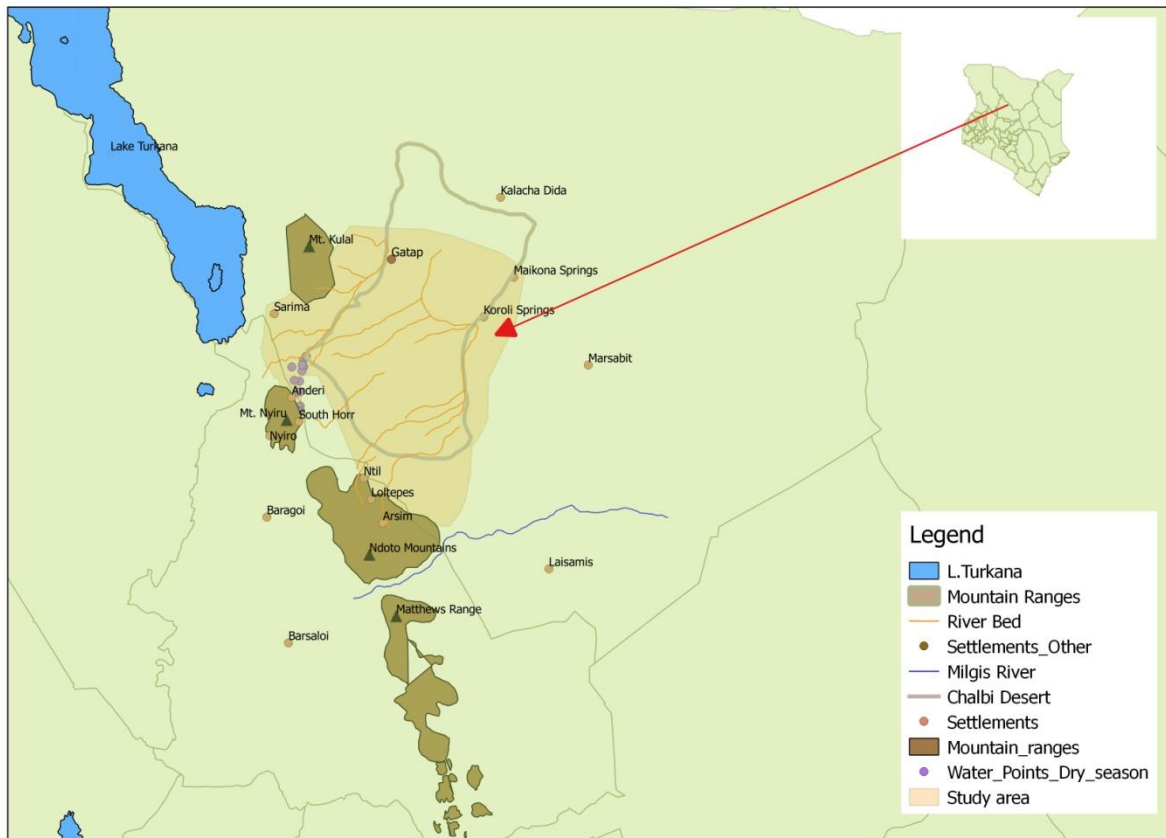 Lake Turkana
Kalacha Dida
Mt. Kulal
Gatap
Maikona Springs
Sarima
Koroli Springs
Marsabit
Anderi
Mt. Nyiru
South Horr
Nyiro
Ntil
Loltepes
Baragoi
Arsim
Ndoto Mountains
Laisamis
Matthews Range
Barsaloi
Legend
L.Turkana
Mountain Ranges
River Bed
Settlements_Other
Milgis River
Chalbi Desert
Settlements
Mountain_ranges
Water_Points_Dry_season
Study area